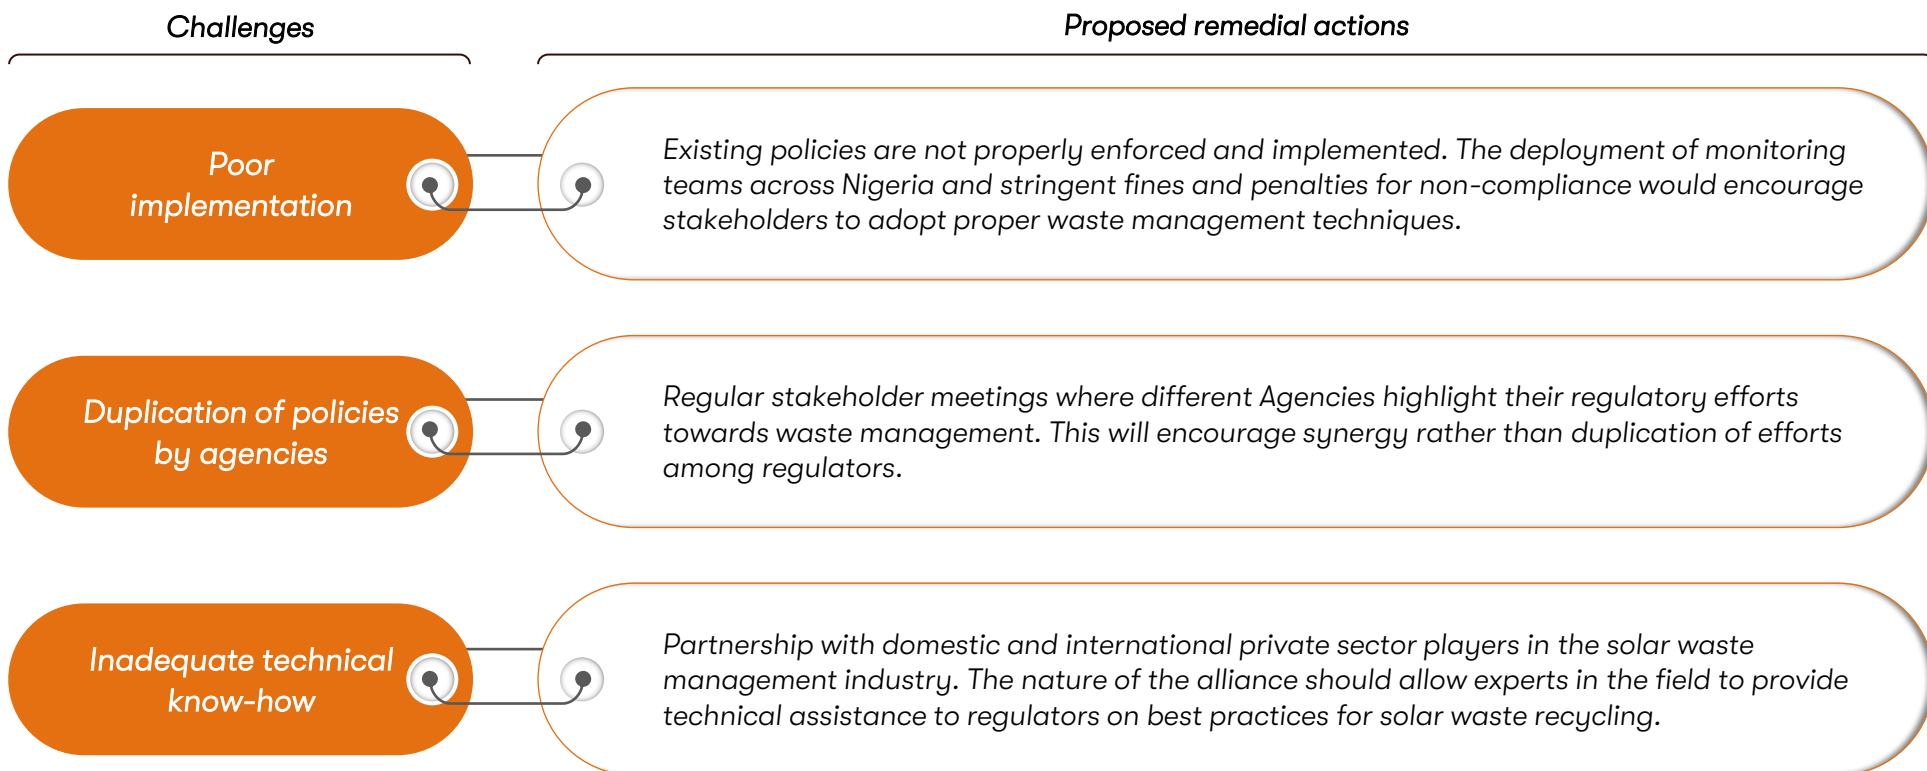 Challenges
Proposed remedial actions
Poor
implementation
Existing policies are not properly enforced and implemented. The deployment of monitoring
teams across Nigeria and stringent fines and penalties for non-compliance would encourage
stakeholders to adopt proper waste management techniques.
Duplication of policies
by agencies
Regular stakeholder meetings where different Agencies highlight their regulatory efforts
towards waste management. This will encourage synergy rather than duplication of efforts
among regulators.
Inadequate technical
know-how
Partnership with domestic and international private sector players in the solar waste
management industry. The nature of the alliance should allow experts in the field to provide
technical assistance to regulators on best practices for solar waste recycling.